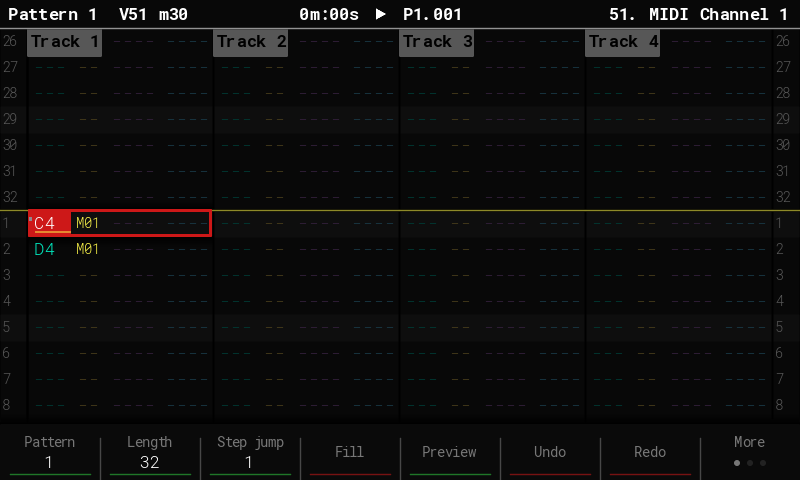 Pattern 1 V51 m30 0m:00s ▶ P1.001 51. MIDI Channel 1
26 Track 1 Track 2 Track 3 Track 4 26
27 27
28 28
29 29
30 30
31 31
32 32
1 C4 M01 1
2 D4 M01 2
3 3
4 4
5 5
6 6
7 7
8 8
Pattern Length Step jump Fill Preview Undo Redo More
1 32 1